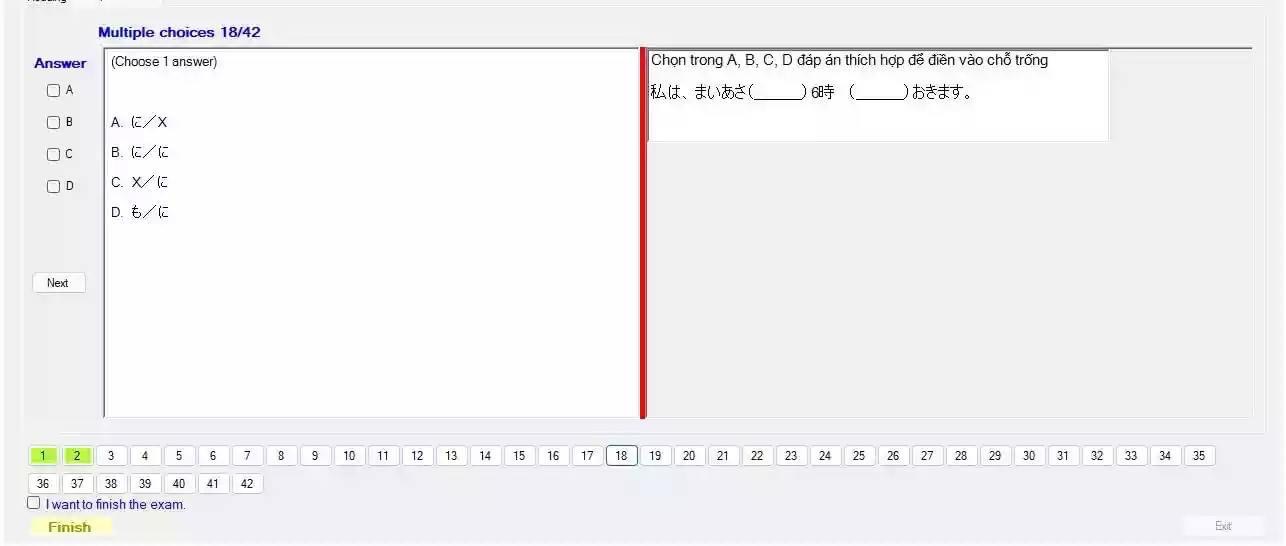 Multiple choices 18/42
Answer
(Choose 1 answer)
A
B
C
D
A. に／X
B. に／に
C. X／に
D. も／に
Next
Chọn trong A, B, C, D đáp án thích hợp để điền vào chỗ trống
私は、まいあさ(______) 6時 (______)おきます。
1 2 3 4 5 6 7 8 9 10 11 12 13 14 15 16 17 18 19 20 21 22 23 24 25 26 27 28 29 30 31 32 33 34 35
36 37 38 39 40 41 42
I want to finish the exam.
Finish
Exit